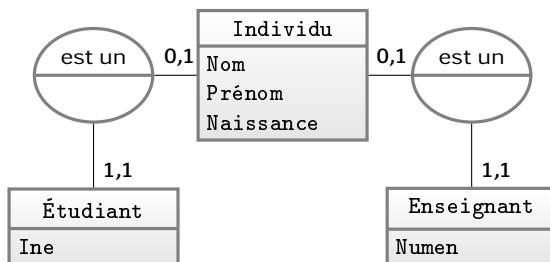 Individu
est un
0,1
0,1
est un
Nom
Prénom
Naissance
1,1
1,1
Étudiant
Enseignant
Ine
Numen